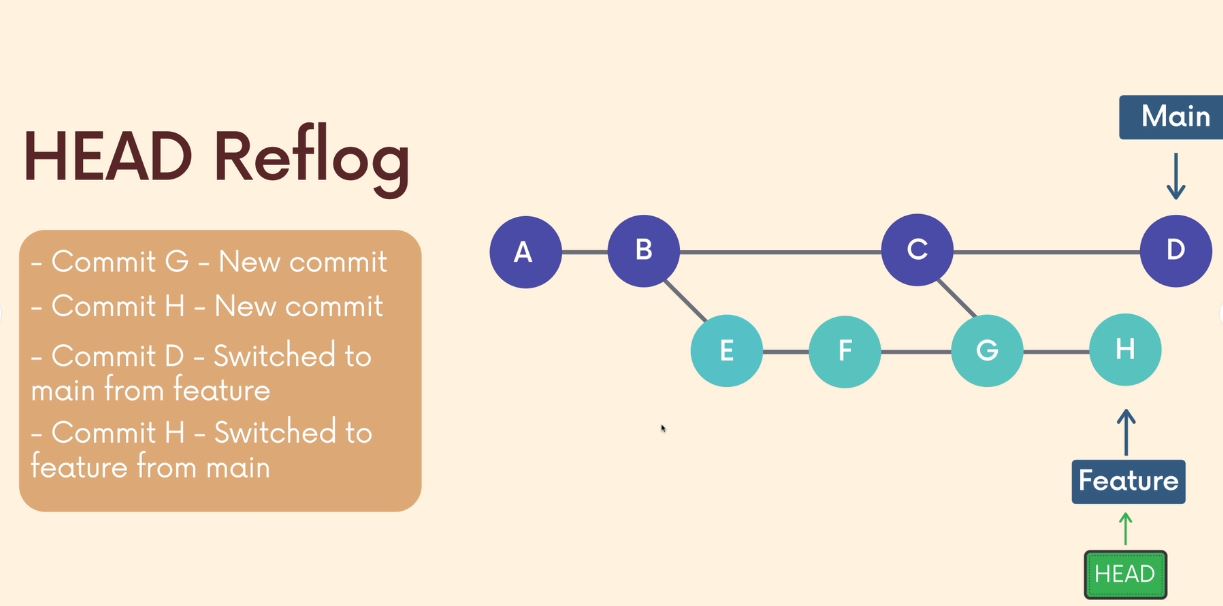 HEAD Reflog
- Commit G - New commit
- Commit H - New commit
- Commit D - Switched to
main from feature
- Commit H - Switched to
feature from main
Main
A
B
C
D
E
F
G
H
Feature
HEAD